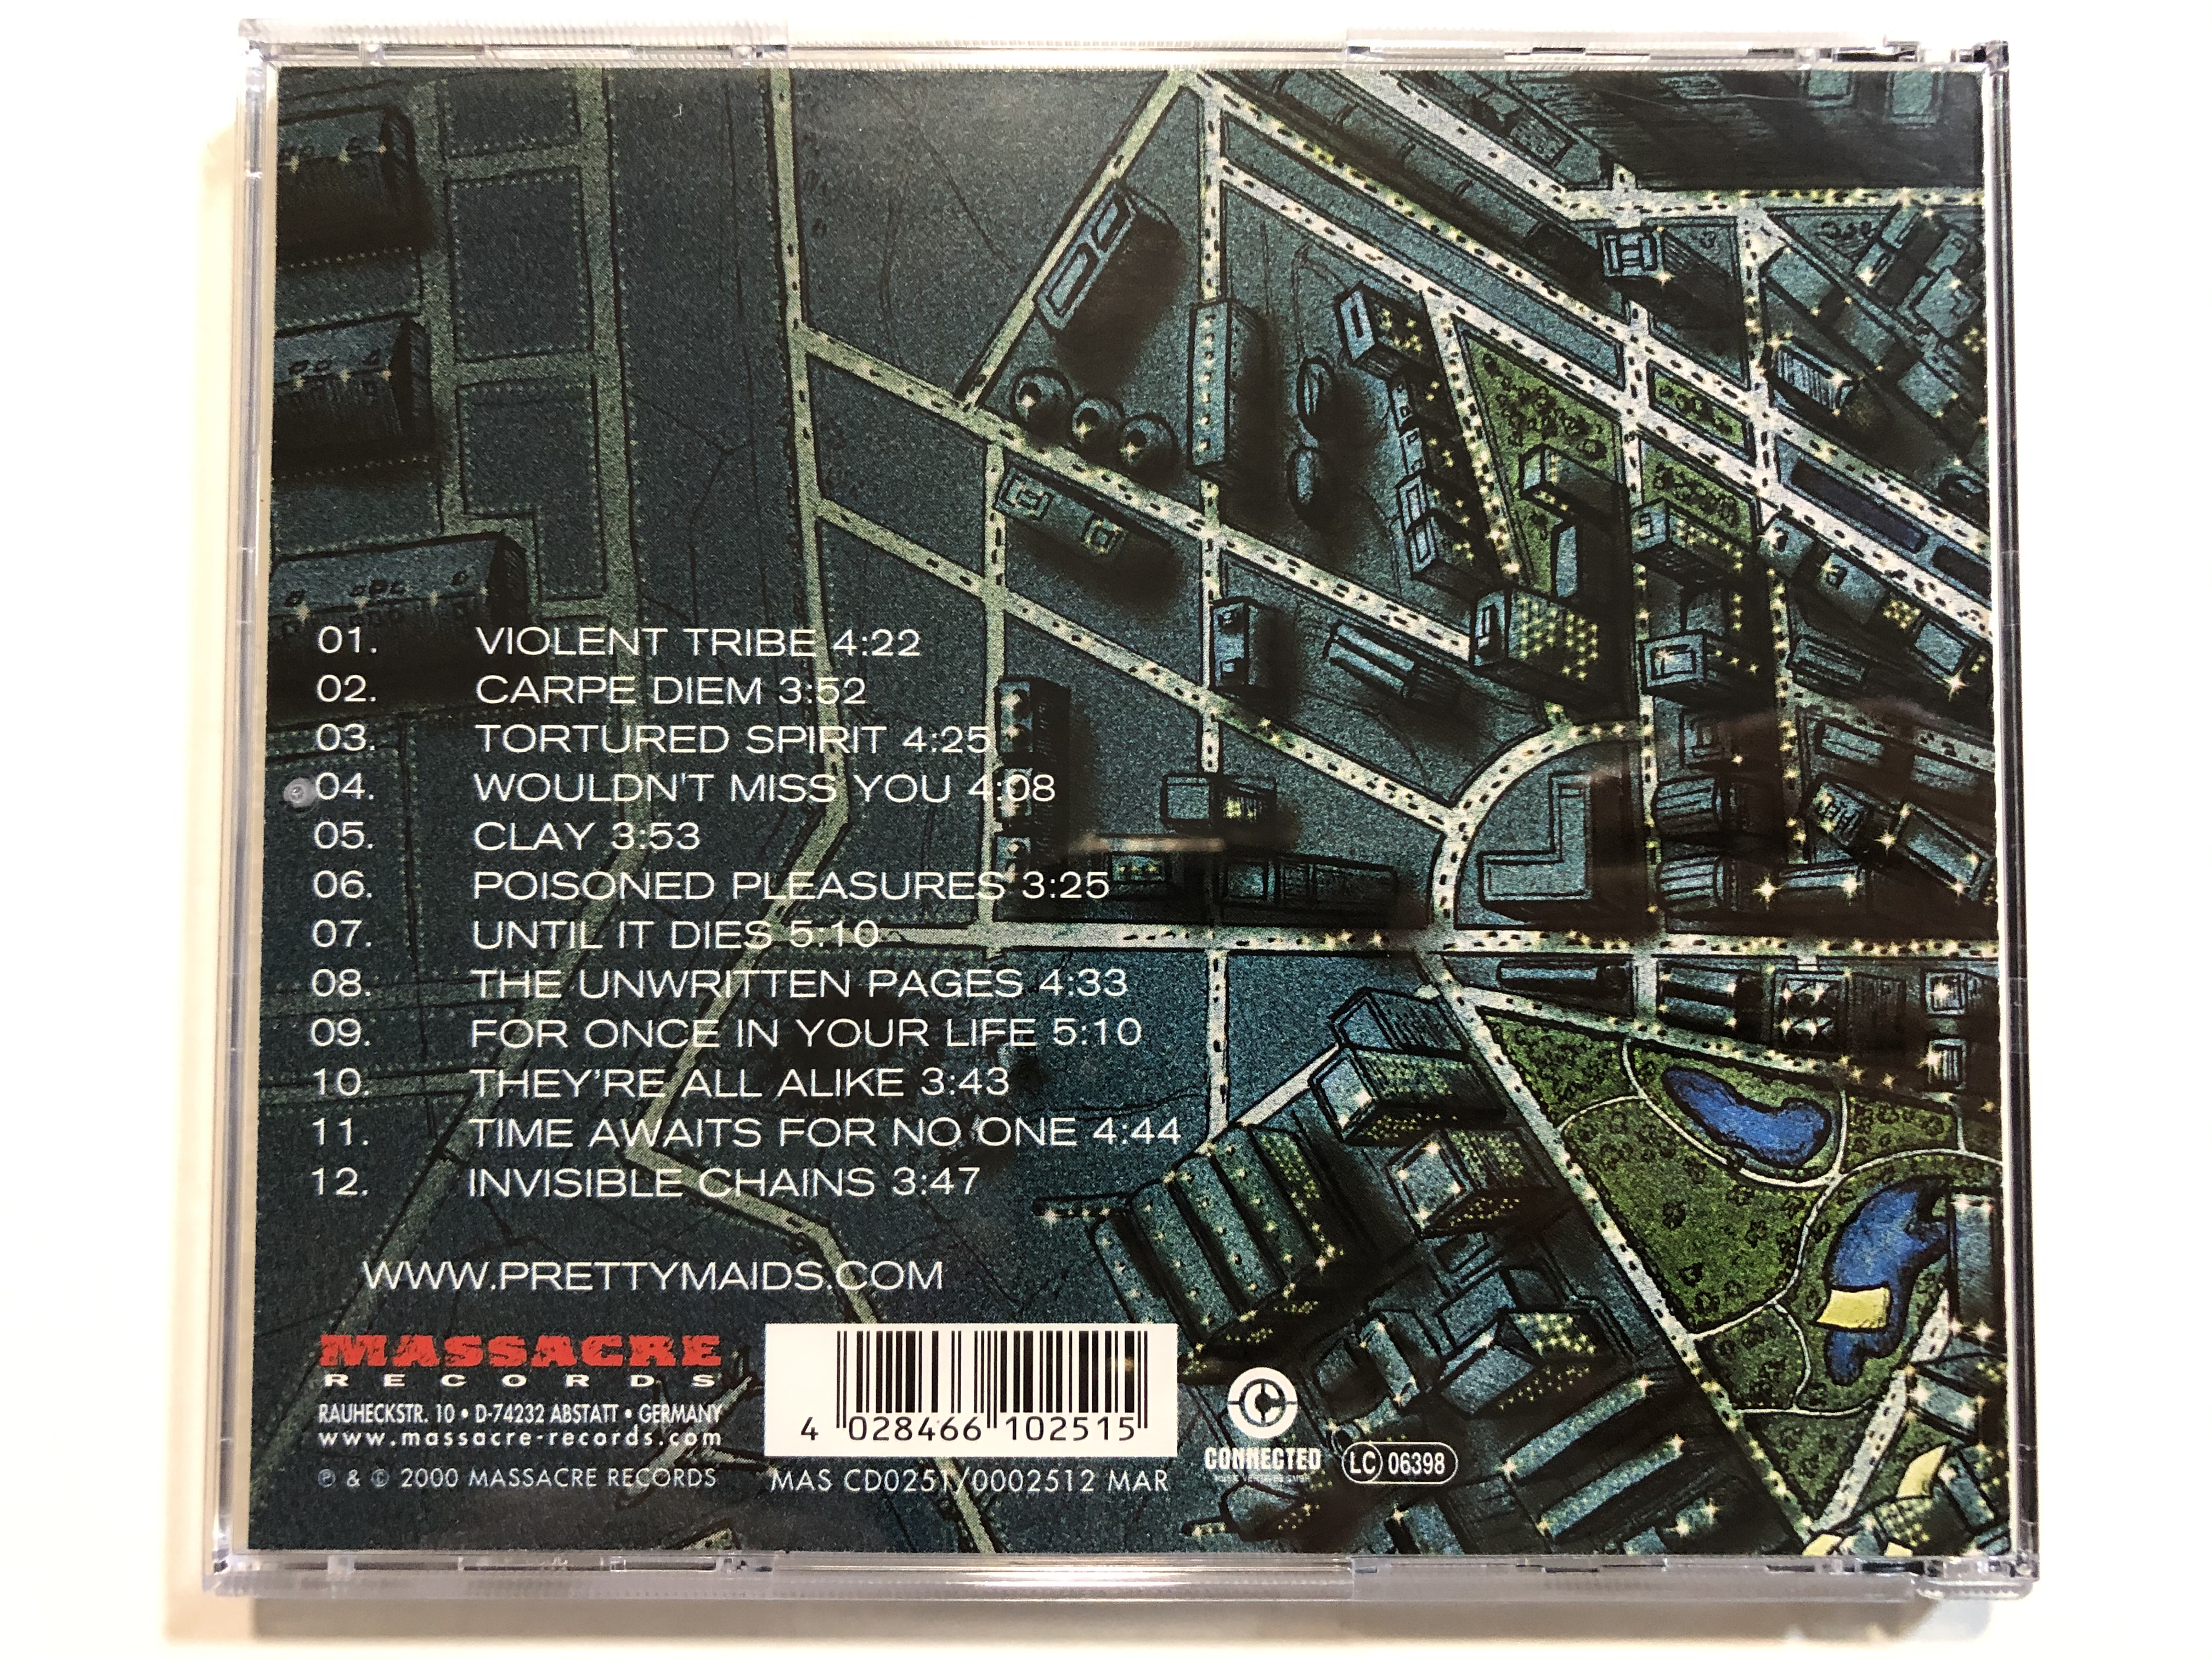 01. VIOLENT TRIBE 4:22
02. CARPE DIEM 3:52
03. TORTURED SPIRIT 4:25
04. WOULDN'T MISS YOU 4:08
05. CLAY 3:53
06. POISONED PLEASURES 3:25
07. UNTIL IT DIES 5:10
08. THE UNWRITTEN PAGES 4:33
09. FOR ONCE IN YOUR LIFE 5:10
10. THEY'RE ALL ALIKE 3:43
11. TIME AWAITS FOR NO ONE 4:44
12. INVISIBLE CHAINS 3:47
WWW.PRETTYMAIDS.COM
MASSACRE
RECORDS
RAUHECKSTR. 10 • D-74232 ABSTATT • GERMANY
www.massacre-records.com
℗ & © 2000 MASSACRE RECORDS
4 028466 102515
MAS CD0251/0002512 MAR
CONNECTED
LC 06398